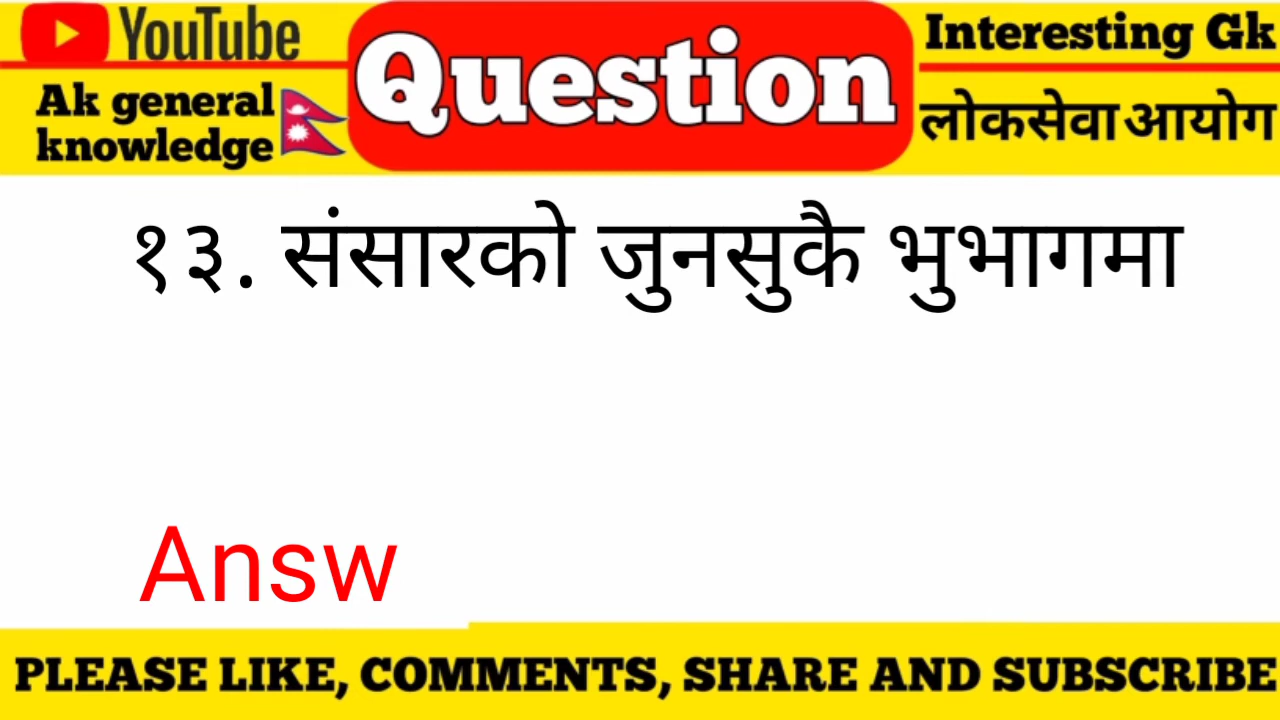 YouTube
Ak general
knowledge
Question
Interesting Gk
लोकसेवा आयोग
१३. संसारको जुनसुकै भुभागमा
Answ
PLEASE LIKE, COMMENTS, SHARE AND SUBSCRIBE